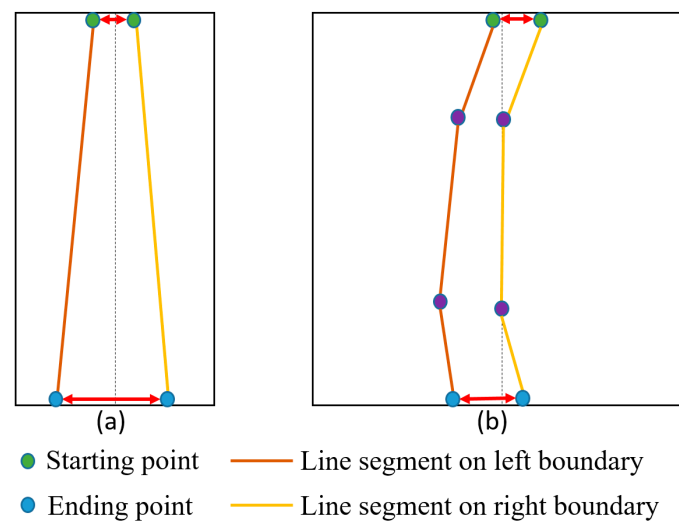 (a) (b)
Starting point Line segment on left boundary
Ending point Line segment on right boundary